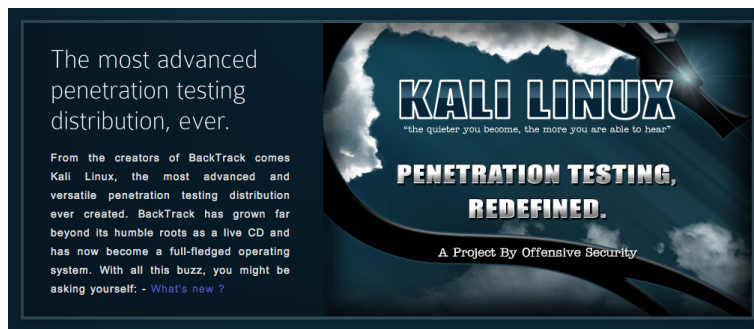 The most advanced
penetration testing
distribution, ever.
From the creators of BackTrack comes
Kali Linux, the most advanced and
versatile penetration testing distribution
ever created. BackTrack has grown far
beyond its humble roots as a live CD and
has now become a full-fledged operating
system. With all this buzz, you might be
asking yourself: - What's new ?
KALI LINUX
"the quieter you become, the more you are able to hear"
PENETRATION TESTING,
REDEFINED.
A Project By Offensive Security